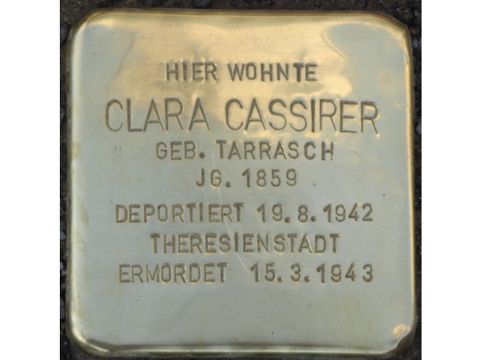 HIER WOHNTE
CLARA CASSIRER
GEB. TARRASCH
JG. 1859
DEPORTIERT 19.8.1942
THERESIENSTADT
ERMORDET 15.3.1943